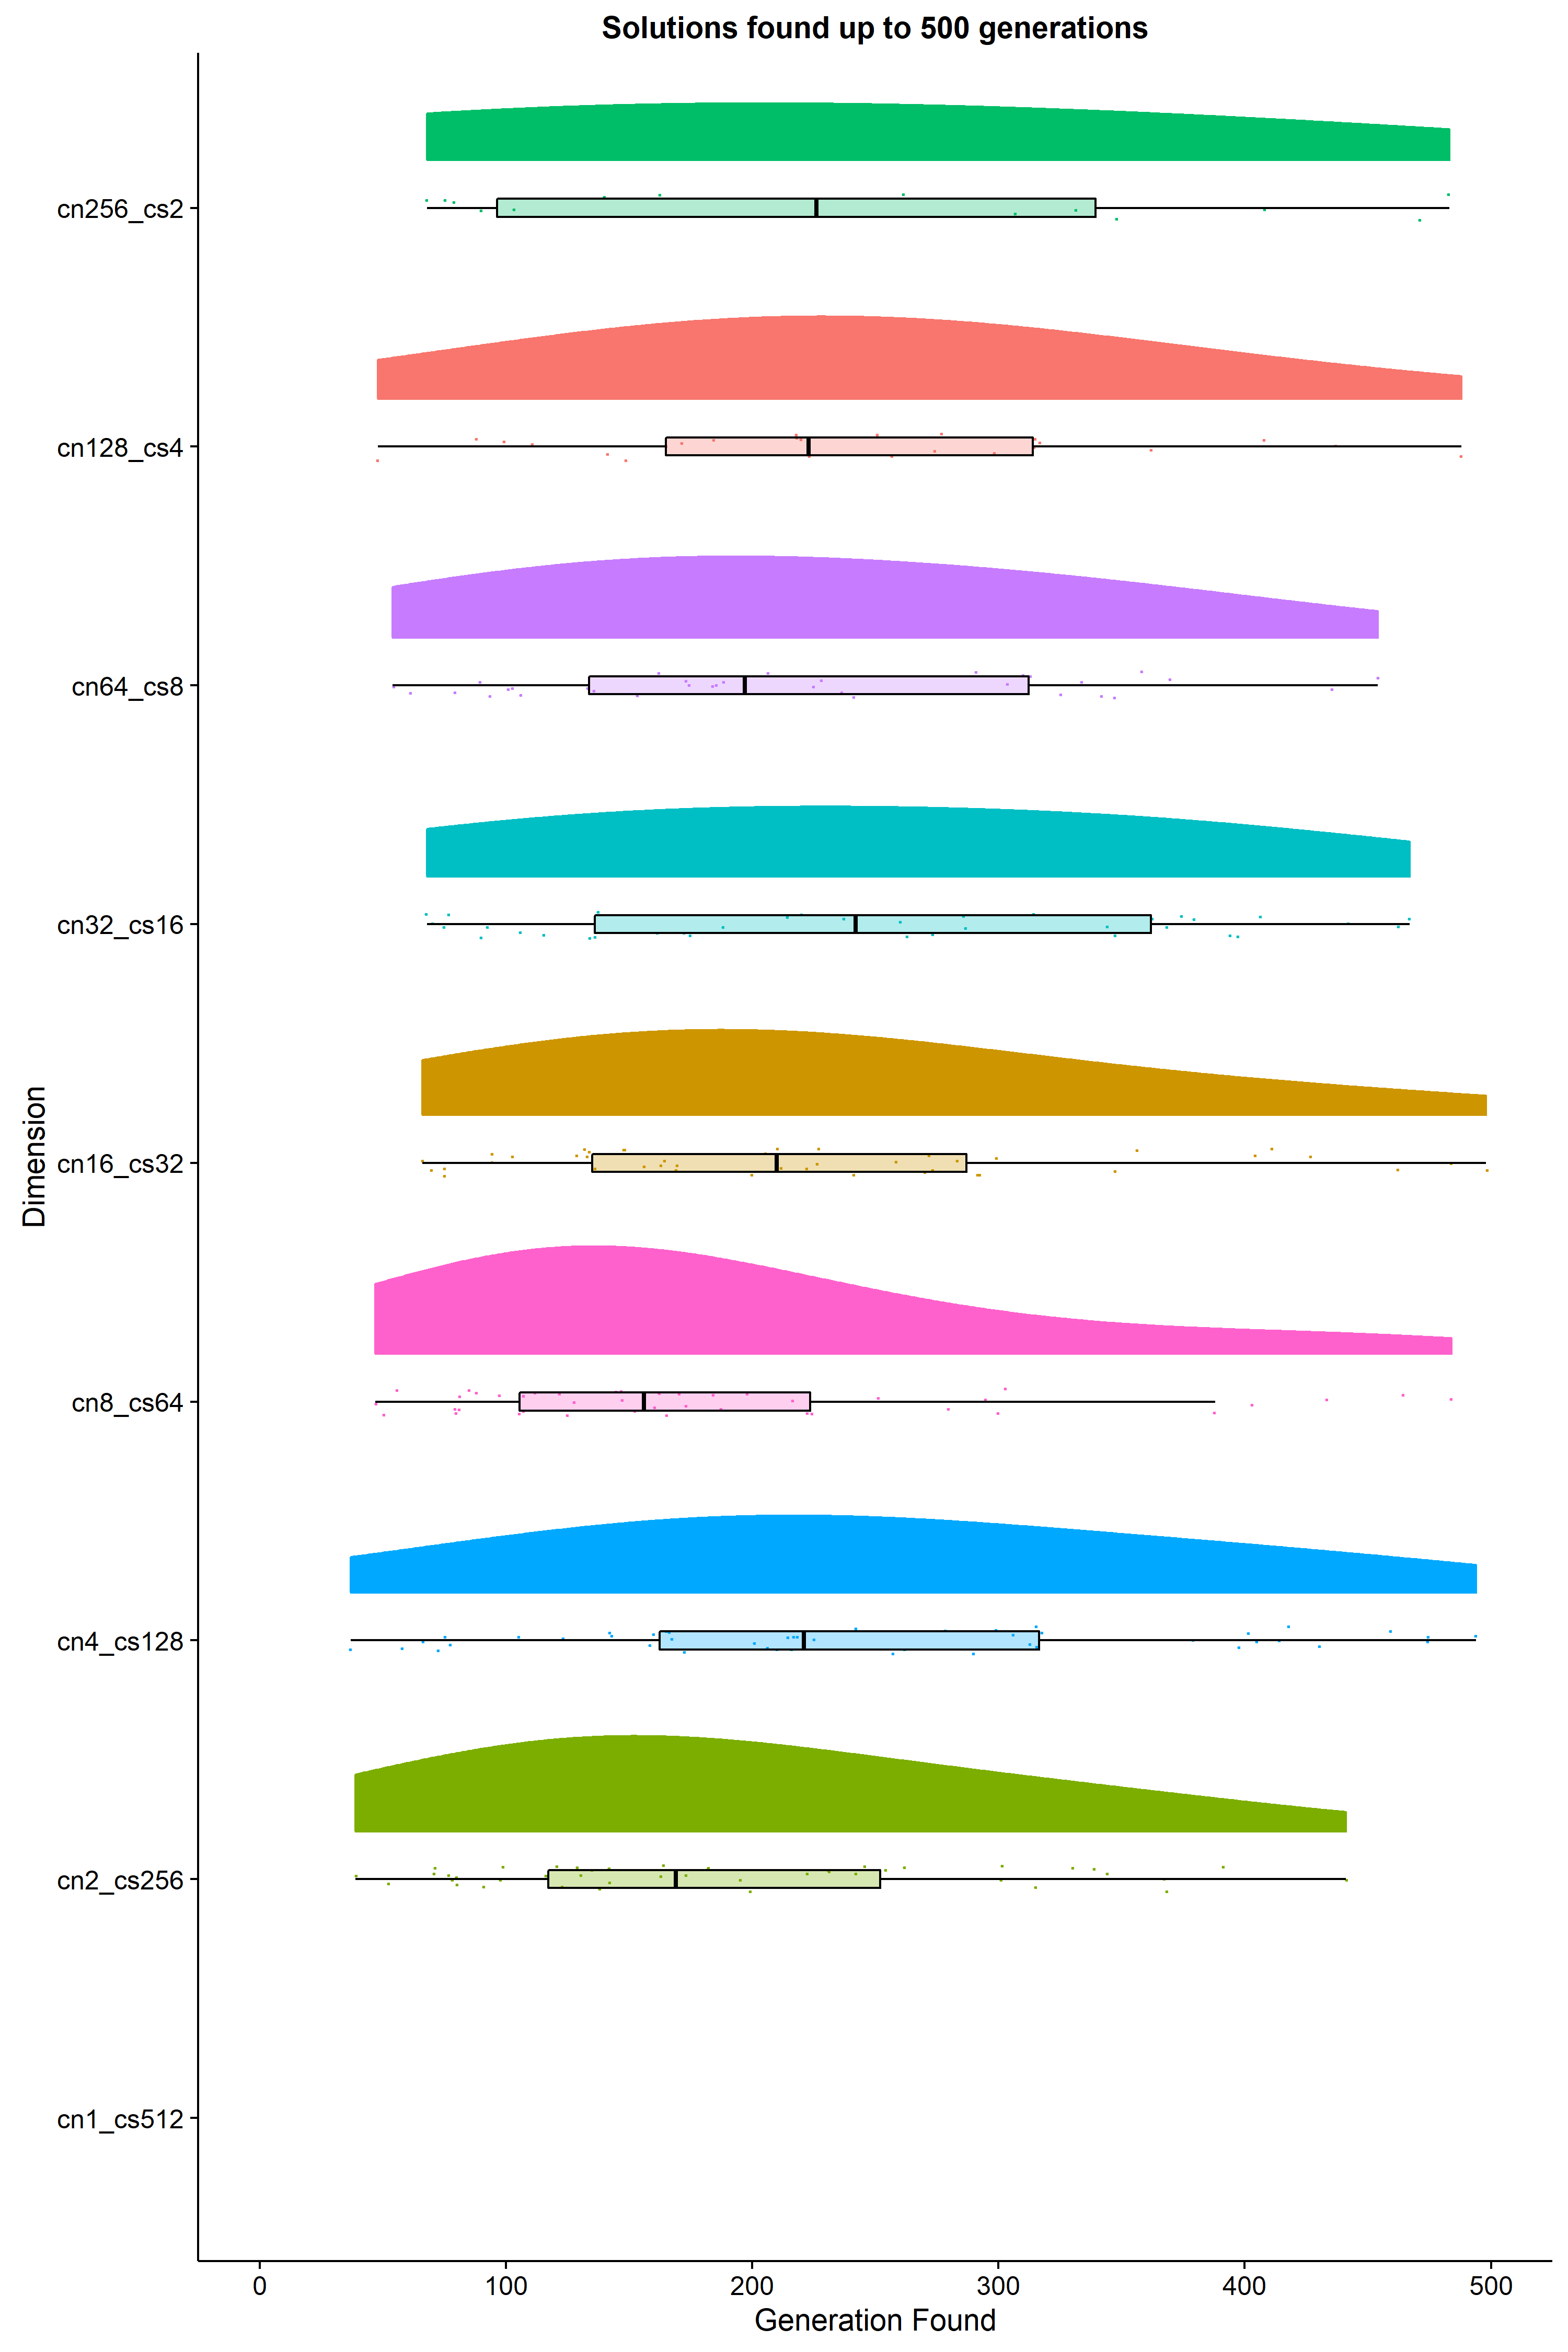 Solutions found up to 500 generations
cn256_cs2
cn128_cs4
cn64_cs8
cn32_cs16
cn16_cs32
cn8_cs64
cn4_cs128
cn2_cs256
cn1_cs512
Dimension
0 100 200 300 400 500
Generation Found